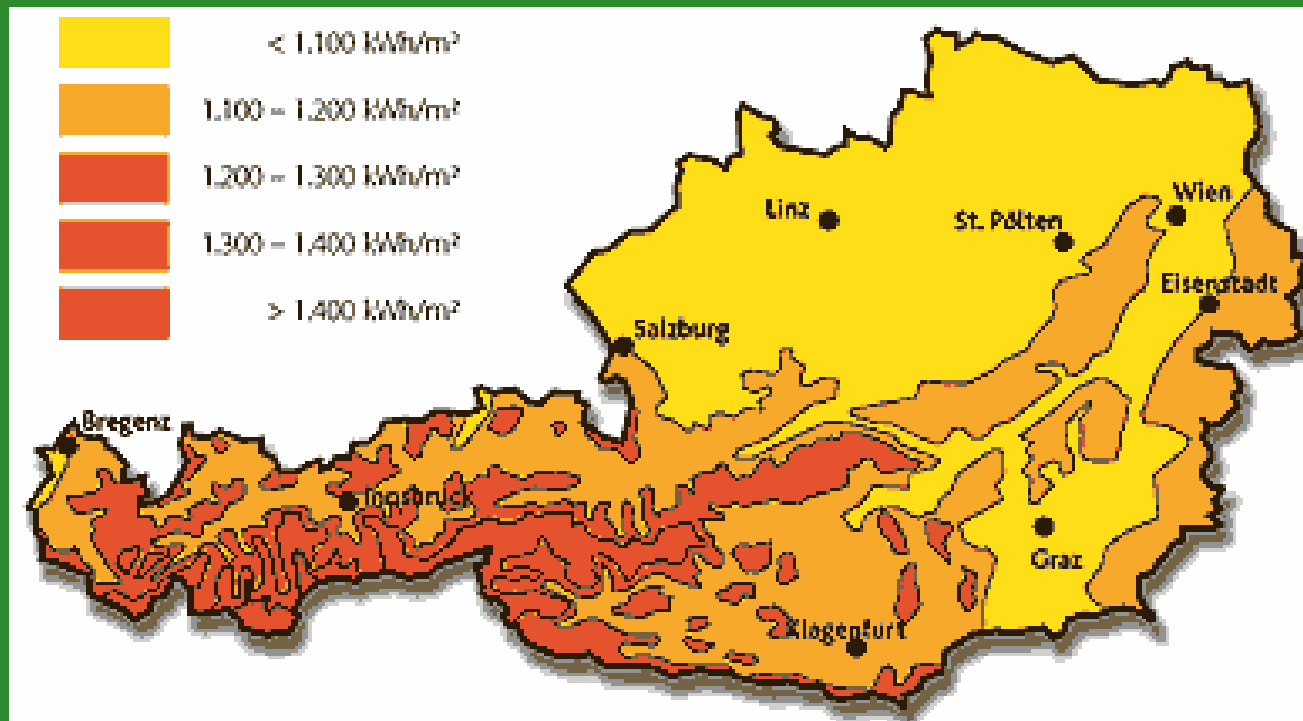 < 1.100 kWh/m²
1.100 – 1.200 kWh/m²
1.200 – 1.300 kWh/m²
1.300 – 1.400 kWh/m²
> 1.400 kWh/m²
Wien
Linz
St. Pölten
Eisenstadt
Salzburg
Bregenz
Innsbruck
Graz
Klagenfurt